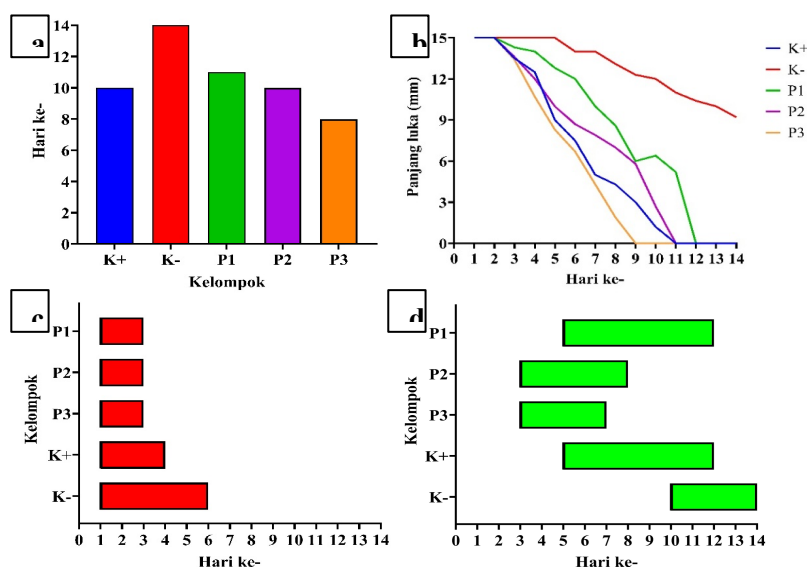 a
14
12
10
8
6
4
2
0
Hari ke-
K+ K- P1 P2 P3
Kelompok
b
15
12
9
6
3
0
Panjang luka (mm)
0 1 2 3 4 5 6 7 8 9 10 11 12 13 14
Hari ke-
K+
K-
P1
P2
P3
c
Kelompok
P1
P2
P3
K+
K-
0 1 2 3 4 5 6 7 8 9 10 11 12 13 14
Hari ke-
d
Kelompok
P1
P2
P3
K+
K-
0 1 2 3 4 5 6 7 8 9 10 11 12 13 14
Hari ke-